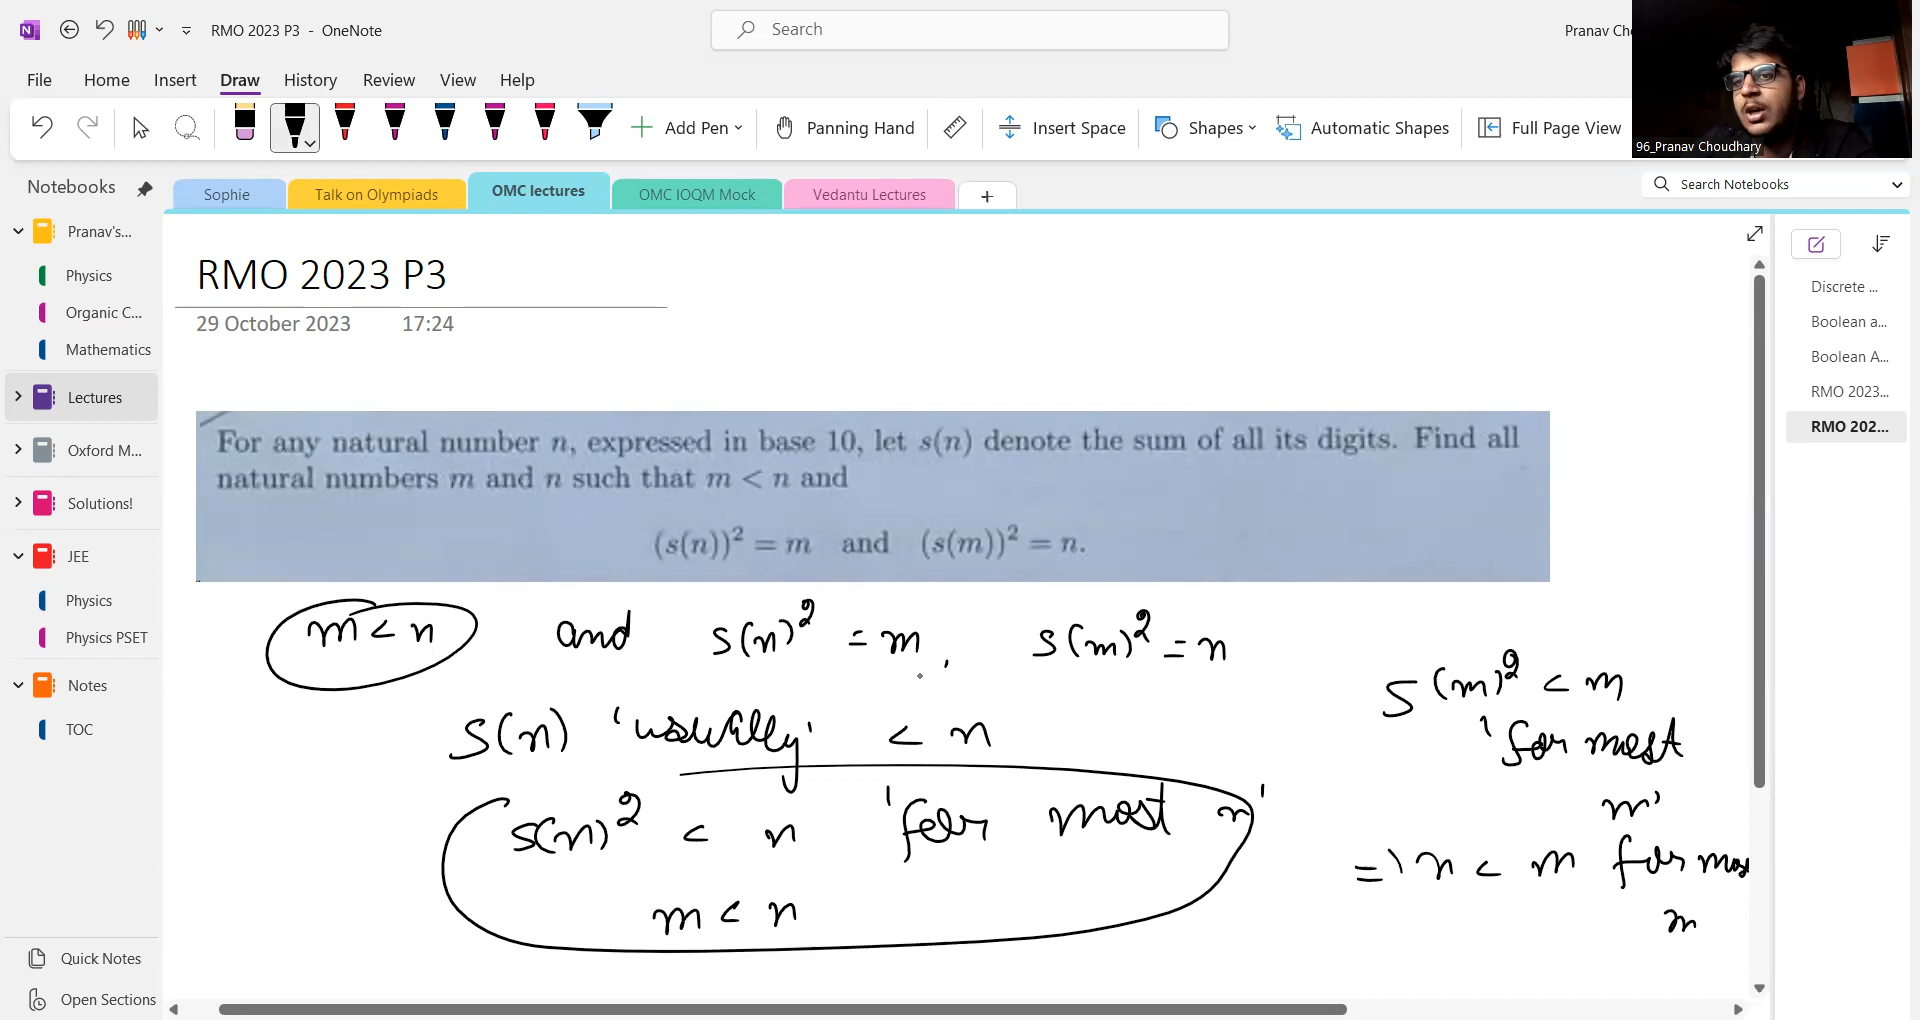 RMO 2023 P3 - OneNote
Search
Pranav Ch
File Home Insert Draw History Review View Help
Add Pen
Panning Hand
Insert Space
Shapes
Automatic Shapes
Full Page View
96_Pranav Choudhary
Notebooks
Sophie
Talk on Olympiads
OMC lectures
OMC IOQM Mock
Vedantu Lectures
+
Search Notebooks
Pranav's...
Physics
Organic C...
Mathematics
Lectures
Oxford M...
Solutions!
JEE
Physics
Physics PSET
Notes
TOC
Quick Notes
Open Sections
RMO 2023 P3
29 October 2023 17:24
For any natural number n, expressed in base 10, let s(n) denote the sum of all its digits. Find all
natural numbers m and n such that m < n and
(s(n))² = m and (s(m))² = n.
m < n and s(n)² = m, s(m)² = n
s(n) 'usually' < n
s(n)² < n 'for most n'
m < n
s(m)² < m
'for most
m'
=) n < m for mos
m
Discrete ...
Boolean a...
Boolean A...
RMO 2023...
RMO 202...